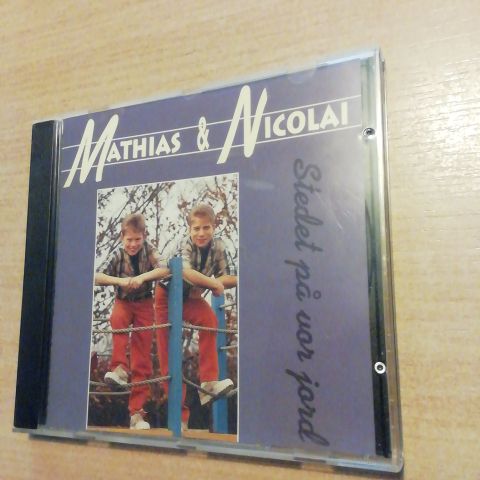 MATHIAS & NICOLAI
Stedet på vor jord